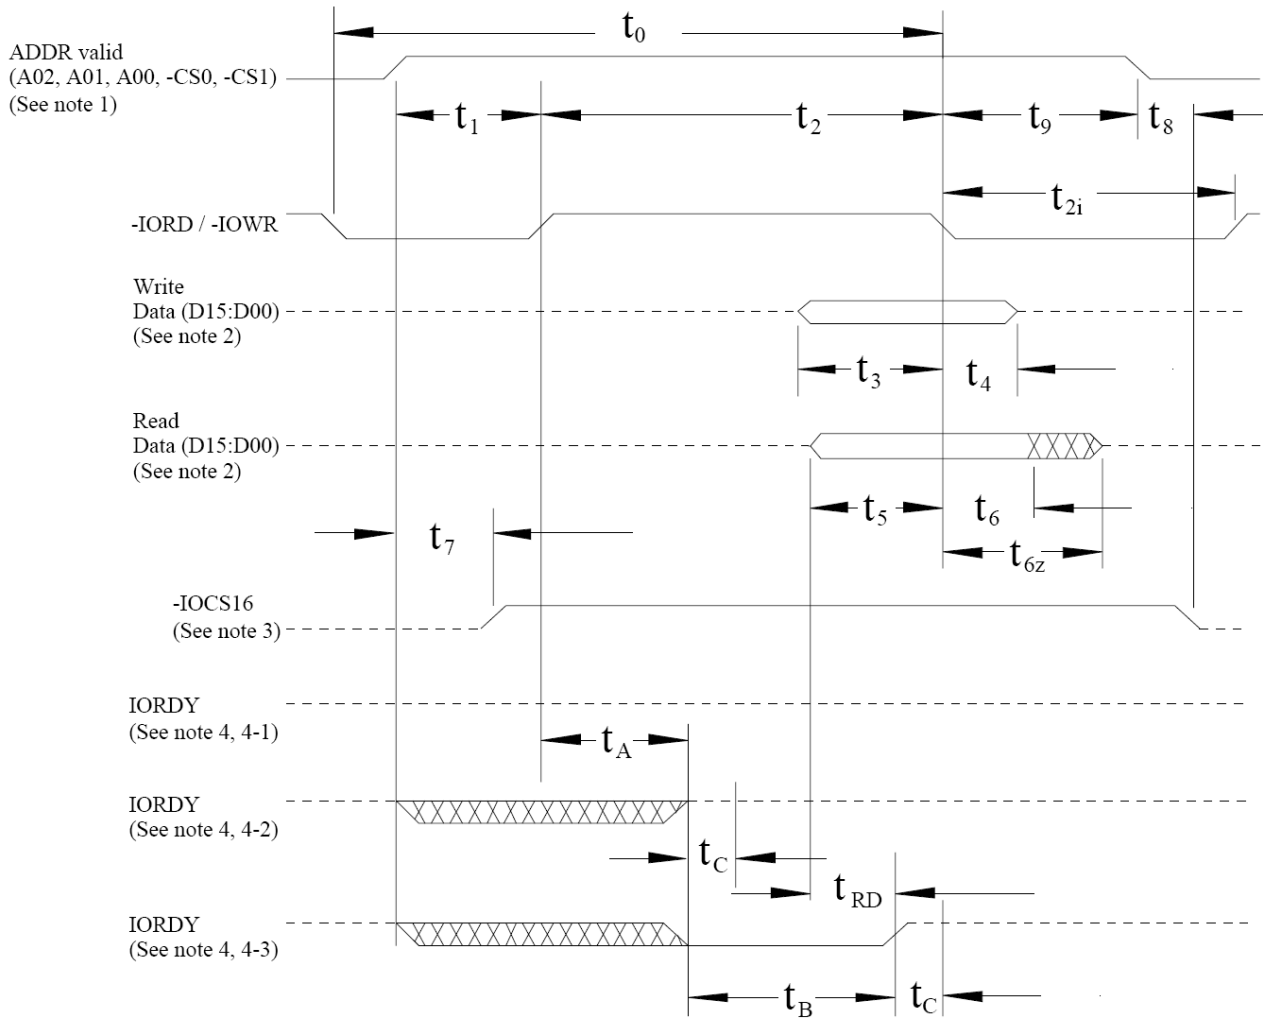 t0
ADDR valid
(A02, A01, A00, -CS0, -CS1)
(See note 1)
t1
t2
t9
t8
t2i
-IORD / -IOWR
Write
Data (D15:D00)
(See note 2)
t3
t4
Read
Data (D15:D00)
(See note 2)
t5
t6
t7
t6z
-IOCS16
(See note 3)
IORDY
(See note 4, 4-1)
tA
IORDY
(See note 4, 4-2)
tC
tRD
IORDY
(See note 4, 4-3)
tB
tC